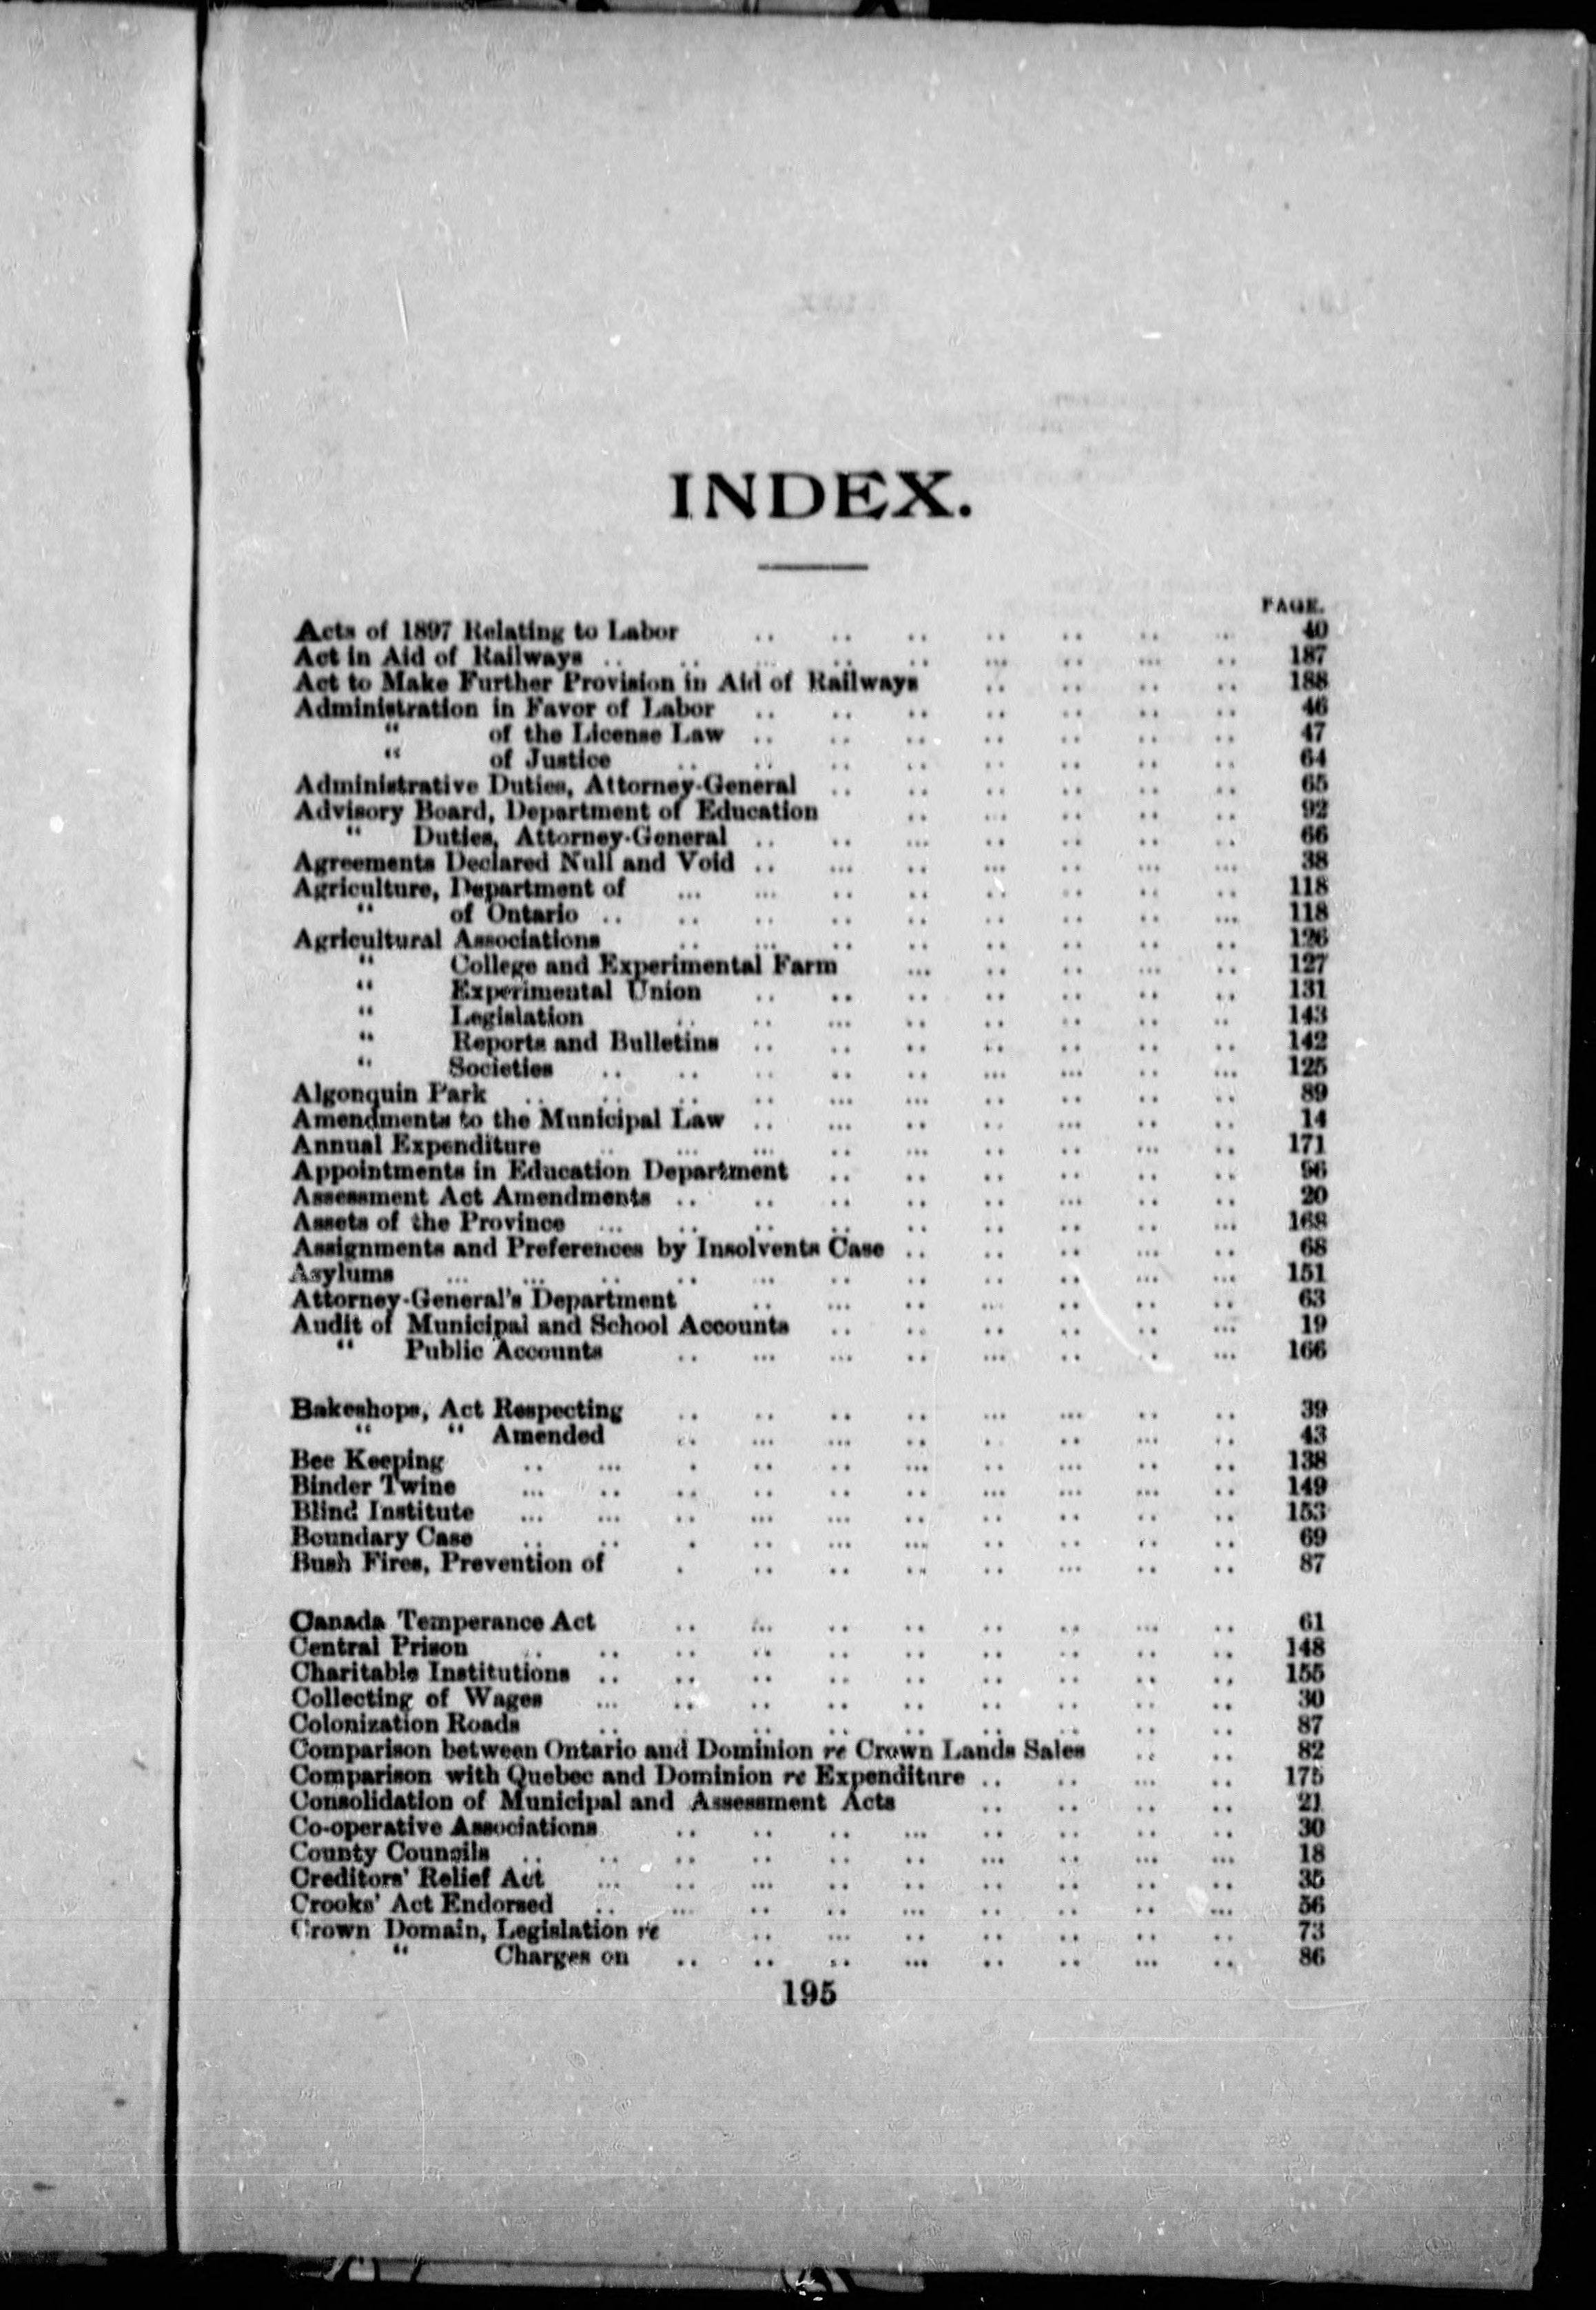 INDEX.
PAGE.
Acts of 1897 Relating to Labor .. .. .. .. .. .. ... 40
Act in Aid of Railways .. .. ... .. .. ... .. ... .. 187
Act to Make Further Provision in Aid of Railways .. .. .. .. 188
Administration in Favor of Labor .. .. .. .. .. .. .. 46
" of the License Law .. .. .. .. .. .. .. 47
" of Justice .. .. .. .. .. .. .. .. 64
Administrative Duties, Attorney-General .. .. .. .. .. .. 65
Advisory Board, Department of Education .. ... .. .. .. 92
" Duties, Attorney-General .. .. ... .. .. .. .. 66
Agreements Declared Null and Void .. ... .. ... .. ... ... 38
Agriculture, Department of ... ... .. .. .. .. .. .. 118
" of Ontario .. .. .. .. .. .. .. .. ... 118
Agricultural Associations .. ... .. .. .. .. .. .. 126
" College and Experimental Farm ... .. .. ... .. 127
" Experimental Union .. .. .. .. .. .. .. 131
" Legislation .. .. ... .. .. .. .. .. 143
" Reports and Bulletins .. .. .. .. .. .. .. 142
" Societies .. .. .. .. .. ... ... .. ... 125
Algonquin Park .. .. .. .. ... ... .. .. .. .. 89
Amendments to the Municipal Law .. ... .. .. ... .. .. 14
Annual Expenditure .. ... ... .. ... .. .. ... .. 171
Appointments in Education Department .. .. .. .. .. .. 96
Assessment Act Amendments .. .. .. .. .. ... .. .. 20
Assets of the Province ... .. .. .. .. .. .. .. ... 168
Assignments and Preferences by Insolvents Case .. .. .. ... .. 68
Asylums ... ... .. .. ... .. .. .. .. ... ... 151
Attorney-General's Department .. ... .. ... .. .. .. 63
Audit of Municipal and School Accounts .. .. .. .. .. ... 19
" Public Accounts .. ... ... .. ... .. . ... 166
Bakeshops, Act Respecting .. .. .. .. ... ... .. .. 39
" " Amended .. ... ... .. .. .. ... .. 43
Bee Keeping .. ... . .. .. ... .. ... .. .. 138
Binder Twine ... .. .. .. .. .. ... ... ... .. 149
Blind Institute ... ... .. ... ... .. .. .. .. .. 153
Boundary Case .. .. . .. ... ... .. .. .. .. 69
Bush Fires, Prevention of . .. .. .. .. ... .. .. 87
Canada Temperance Act .. ... .. .. .. .. ... .. 61
Central Prison .. .. .. .. .. .. .. .. .. .. 148
Charitable Institutions .. .. .. .. .. .. .. .. .. 155
Collecting of Wages ... .. .. .. .. .. .. .. .. 30
Colonization Roads .. . .. .. .. .. .. .. .. 87
Comparison between Ontario and Dominion re Crown Lands Sales .. .. 82
Comparison with Quebec and Dominion re Expenditure .. .. ... .. 175
Consolidation of Municipal and Assessment Acts .. .. .. .. 21
Co-operative Associations .. .. .. ... .. .. .. .. 30
County Councils .. .. .. .. .. .. ... .. ... ... 18
Creditors' Relief Act ... .. ... .. .. .. .. .. .. 35
Crooks' Act Endorsed .. ... .. .. ... .. .. .. ... 56
Crown Domain, Legislation re .. ... .. .. .. .. .. 73
" Charges on .. .. .. ... .. .. ... .. 86
195